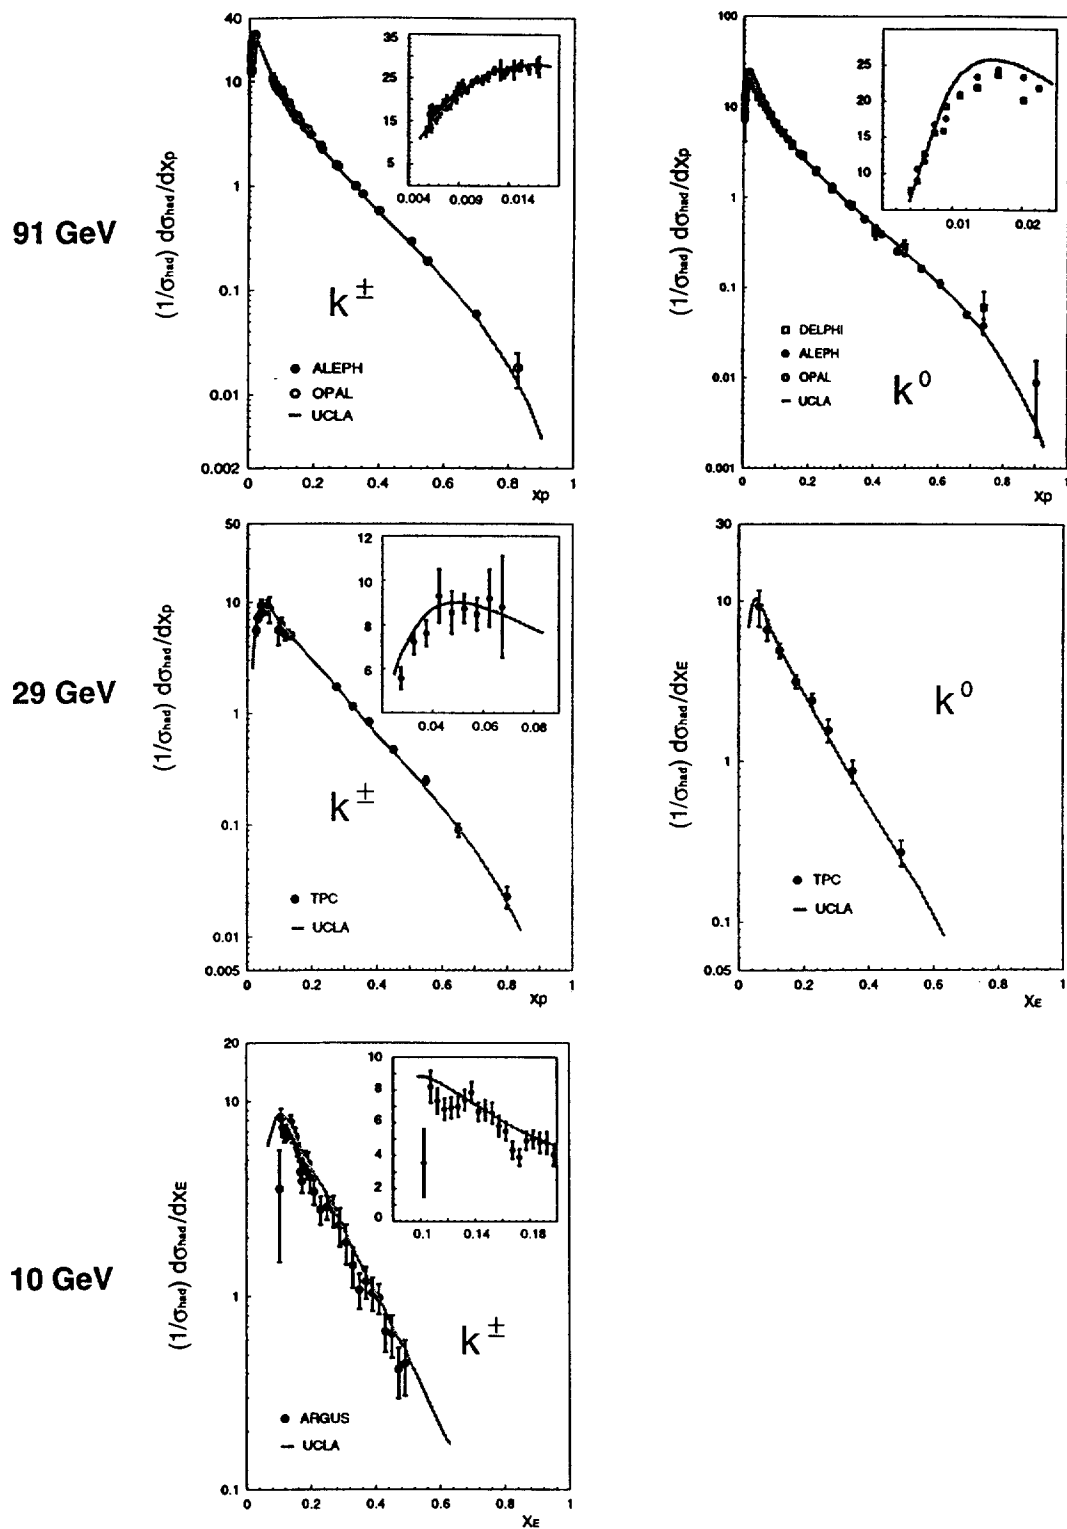 91 GeV
(1/σhad) dσhad/dxp
40
10
1
0.1
0.01
0.002
35
25
15
5
0.004
0.009
0.014
k±
ALEPH
OPAL
UCLA
0
0.2
0.4
0.6
0.8
1
xp
(1/σhad) dσhad/dxp
100
10
1
0.1
0.01
0.001
25
20
15
10
0.01
0.02
DELPHI
ALEPH
OPAL
UCLA
k0
0
0.2
0.4
0.6
0.8
1
xp
29 GeV
(1/σhad) dσhad/dxp
50
10
1
0.1
0.01
0.005
12
10
8
6
0.04
0.06
0.08
k±
TPC
UCLA
0
0.2
0.4
0.6
0.8
1
xp
(1/σhad) dσhad/dxE
30
10
1
0.1
0.05
k0
TPC
UCLA
0
0.2
0.4
0.6
0.8
1
xE
10 GeV
(1/σhad) dσhad/dxE
20
10
1
0.1
10
8
6
4
2
0
0.1
0.14
0.18
k±
ARGUS
UCLA
0
0.2
0.4
0.6
0.8
1
xE